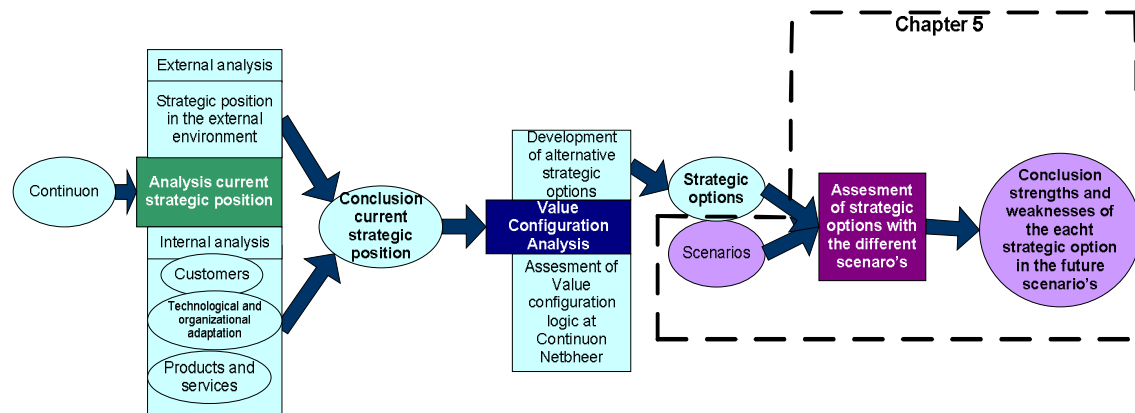 Chapter 5
External analysis
Strategic position
in the external
environment
Continuon
Analysis current
strategic position
Internal analysis
Customers
Technological and
organizational
adaptation
Products and
services
Conclusion
current
strategic
position
Development
of alternative
strategic
options
Value
Configuration
Analysis
Assesment of
Value
configuration
logic at
Continuon
Netbheer
Strategic
options
Scenarios
Assesment
of strategic
options with
the different
scenaro's
Conclusion
strengths and
weaknesses of
the eacht
strategic option
in the future
scenario's